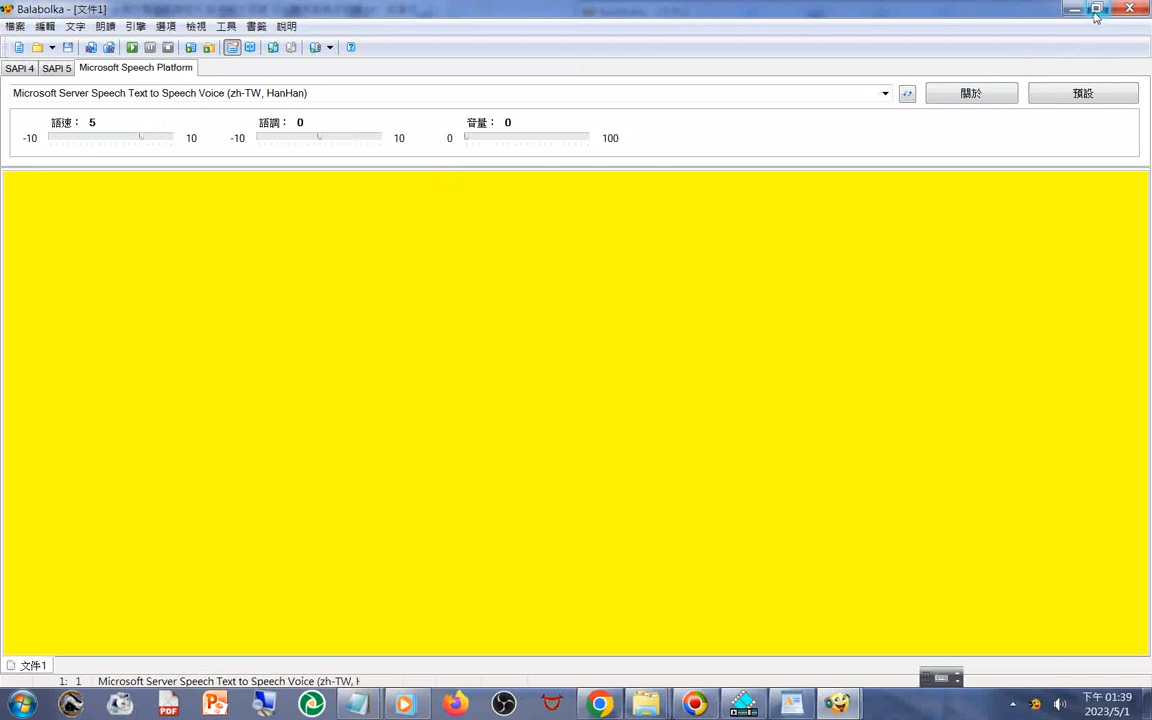 Balabolka - [文件1]
檔案 編輯 文字 朗讀 引擎 選項 檢視 工具 書籤 說明
SAPI 4 SAPI 5 Microsoft Speech Platform
Microsoft Server Speech Text to Speech Voice (zh-TW, HanHan) 關於 預設
語速： 5 語調： 0 音量： 0
-10 10 -10 10 0 100
文件1
1: 1 Microsoft Server Speech Text to Speech Voice (zh-TW, H
PDF
下午 01:39
2023/5/1